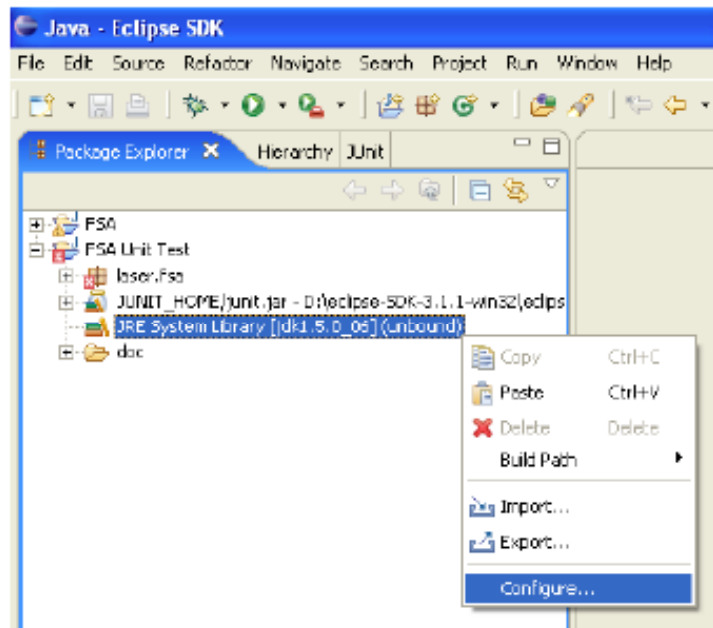 Java - Eclipse SDK
File Edit Source Refactor Navigate Search Project Run Window Help
Package Explorer Hierarchy JUnit
FSA
FSA Unit Test
laser.fsa
JUNIT_HOME/junit.jar - D:\eclipse-SDK-3.1.1-win32\eclips
JRE System Library [jdk1.5.0_06] (unbound)
doc
Copy Ctrl+C
Paste Ctrl+V
Delete Delete
Build Path
Import...
Export...
Configure...